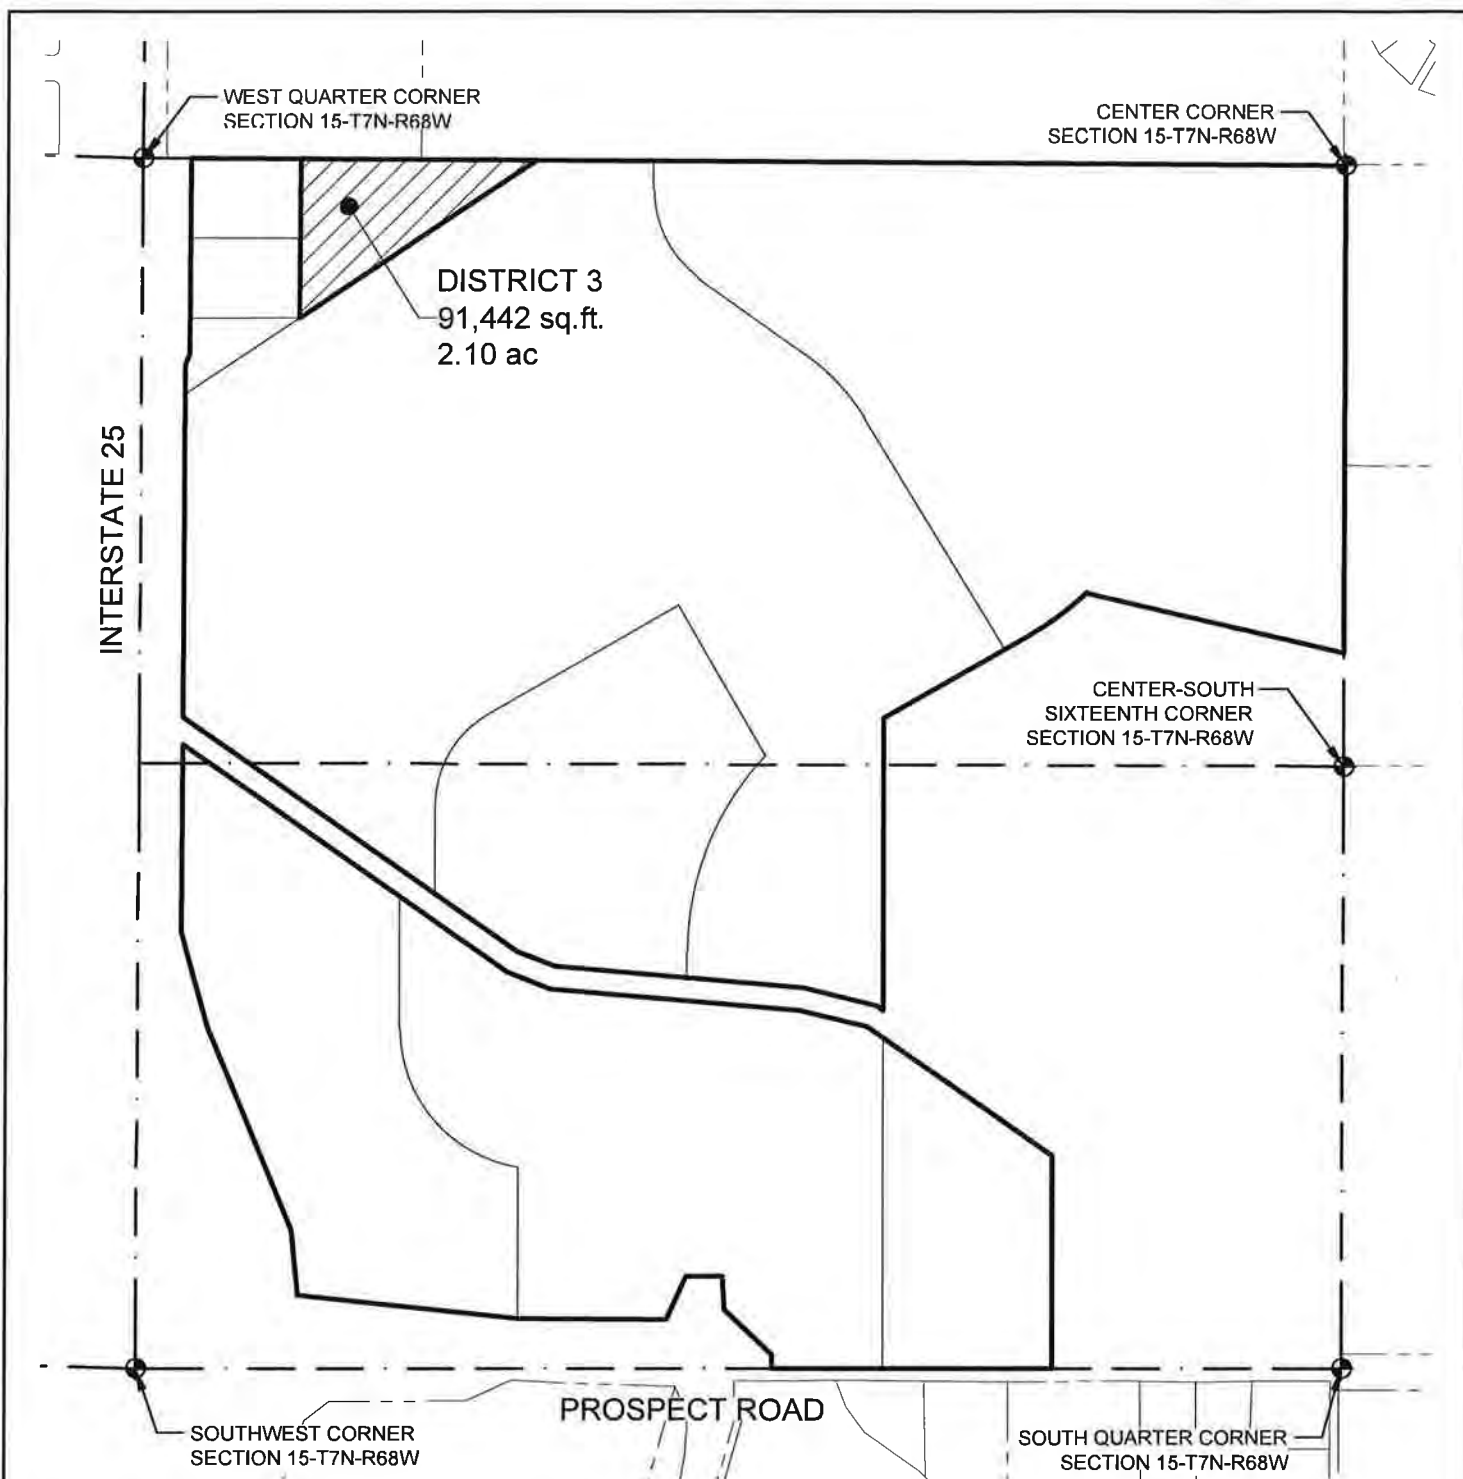 WEST QUARTER CORNER
SECTION 15-T7N-R68W
CENTER CORNER
SECTION 15-T7N-R68W
DISTRICT 3
91,442 sq.ft.
2.10 ac
INTERSTATE 25
CENTER-SOUTH
SIXTEENTH CORNER
SECTION 15-T7N-R68W
PROSPECT ROAD
SOUTHWEST CORNER
SECTION 15-T7N-R68W
SOUTH QUARTER CORNER
SECTION 15-T7N-R68W